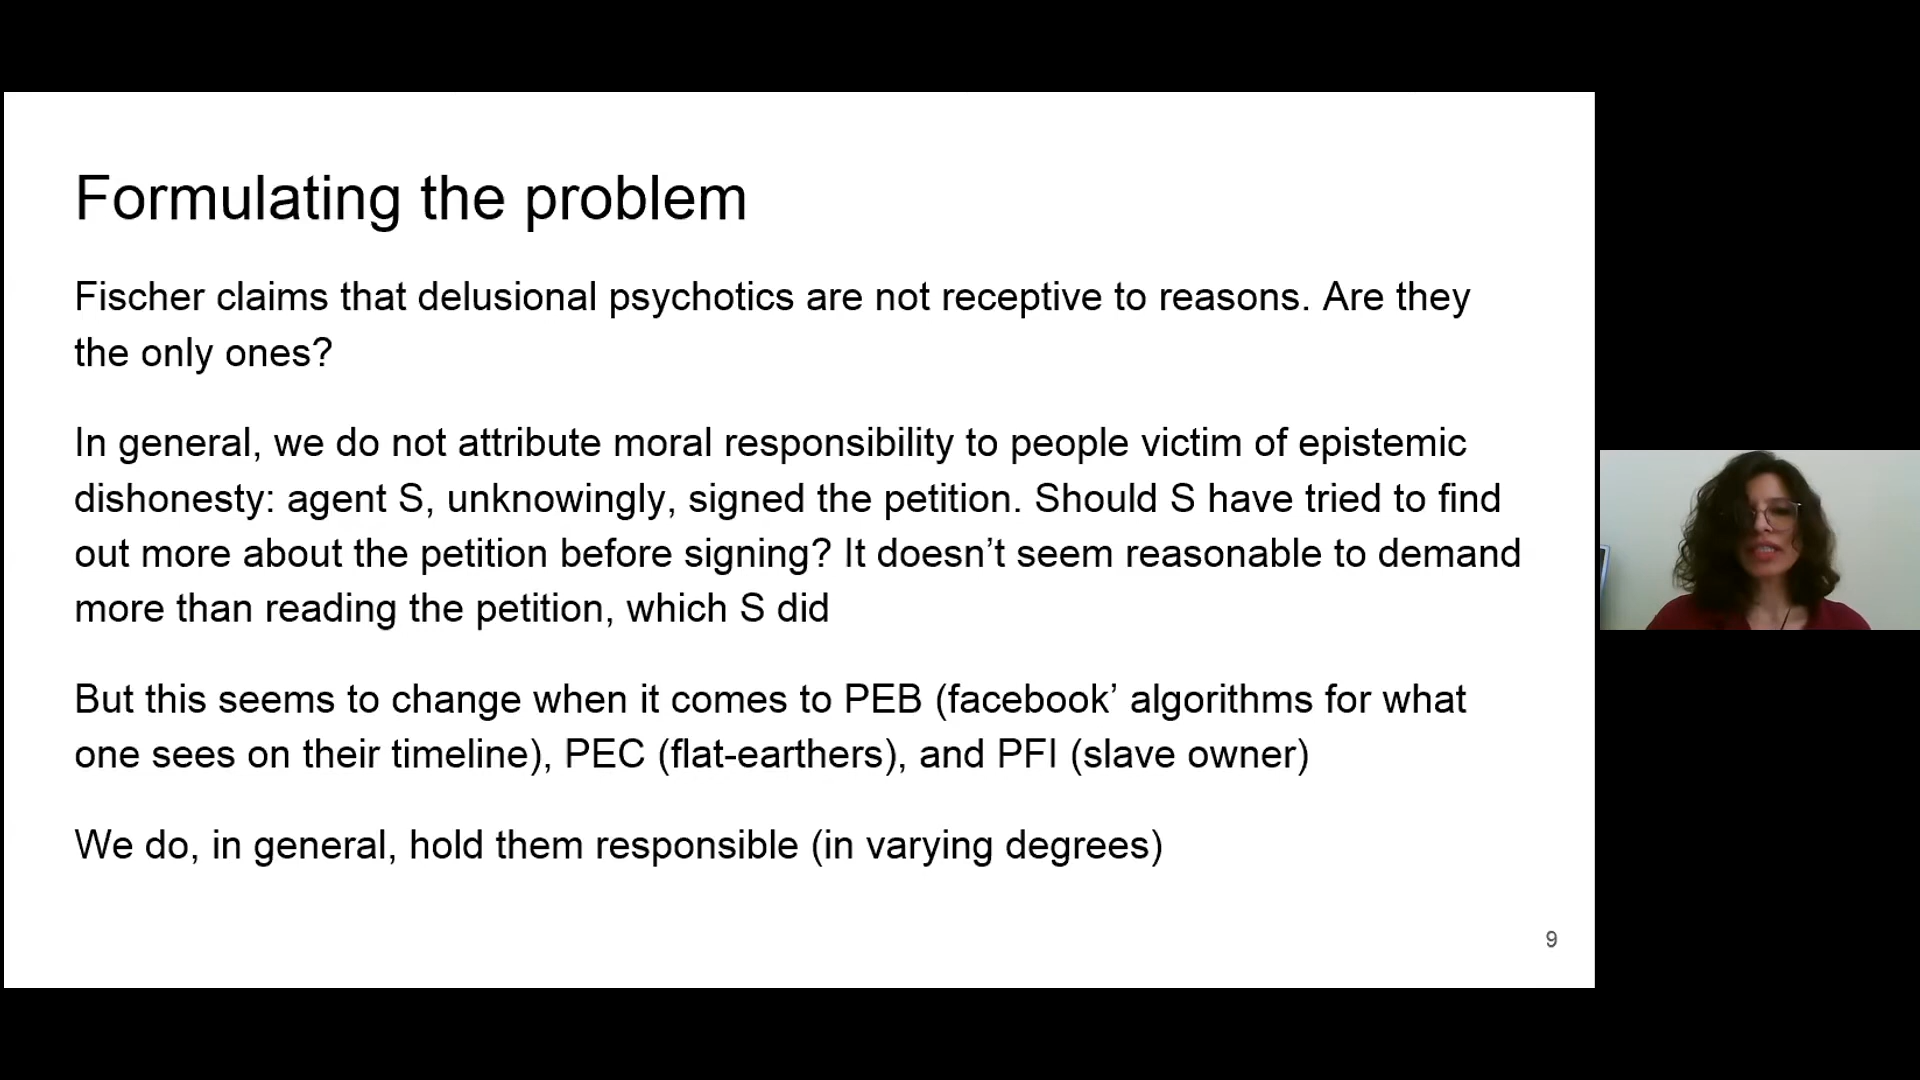 Formulating the problem
Fischer claims that delusional psychotics are not receptive to reasons. Are they
the only ones?
In general, we do not attribute moral responsibility to people victim of epistemic
dishonesty: agent S, unknowingly, signed the petition. Should S have tried to find
out more about the petition before signing? It doesn’t seem reasonable to demand
more than reading the petition, which S did
But this seems to change when it comes to PEB (facebook’ algorithms for what
one sees on their timeline), PEC (flat-earthers), and PFI (slave owner)
We do, in general, hold them responsible (in varying degrees)
9